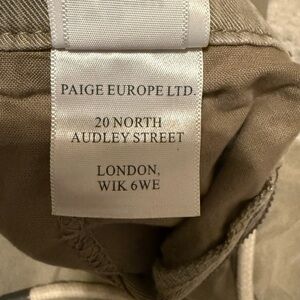 PAIGE EUROPE LTD.
20 NORTH
AUDLEY STREET
LONDON,
WIK 6WE